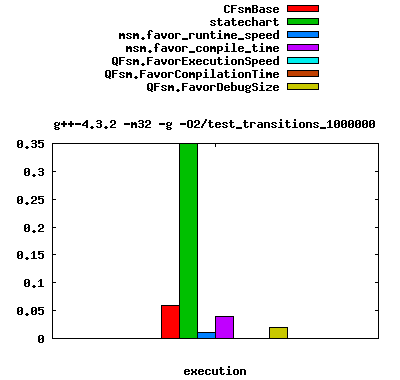 CFsmBase
statechart
msm.favor_runtime_speed
msm.favor_compile_time
QFsm.FavorExecutionSpeed
QFsm.FavorCompilationTime
QFsm.FavorDebugSize
g++-4.3.2 -m32 -g -O2/test_transitions_1000000
0.35
0.3
0.25
0.2
0.15
0.1
0.05
0
execution